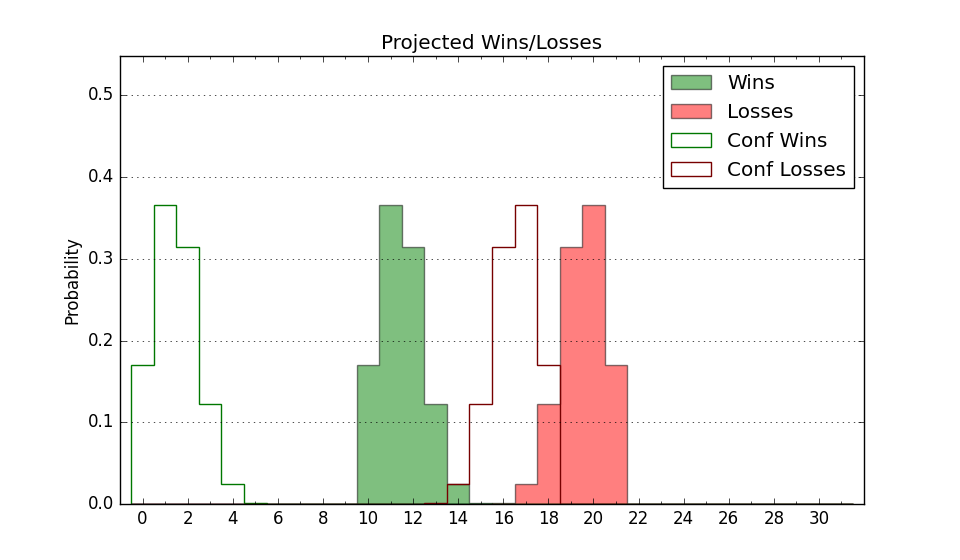 Projected Wins/Losses
Wins
Losses
Conf Wins
Conf Losses
Probability
0.5
0.4
0.3
0.2
0.1
0.0
0 2 4 6 8 10 12 14 16 18 20 22 24 26 28 30